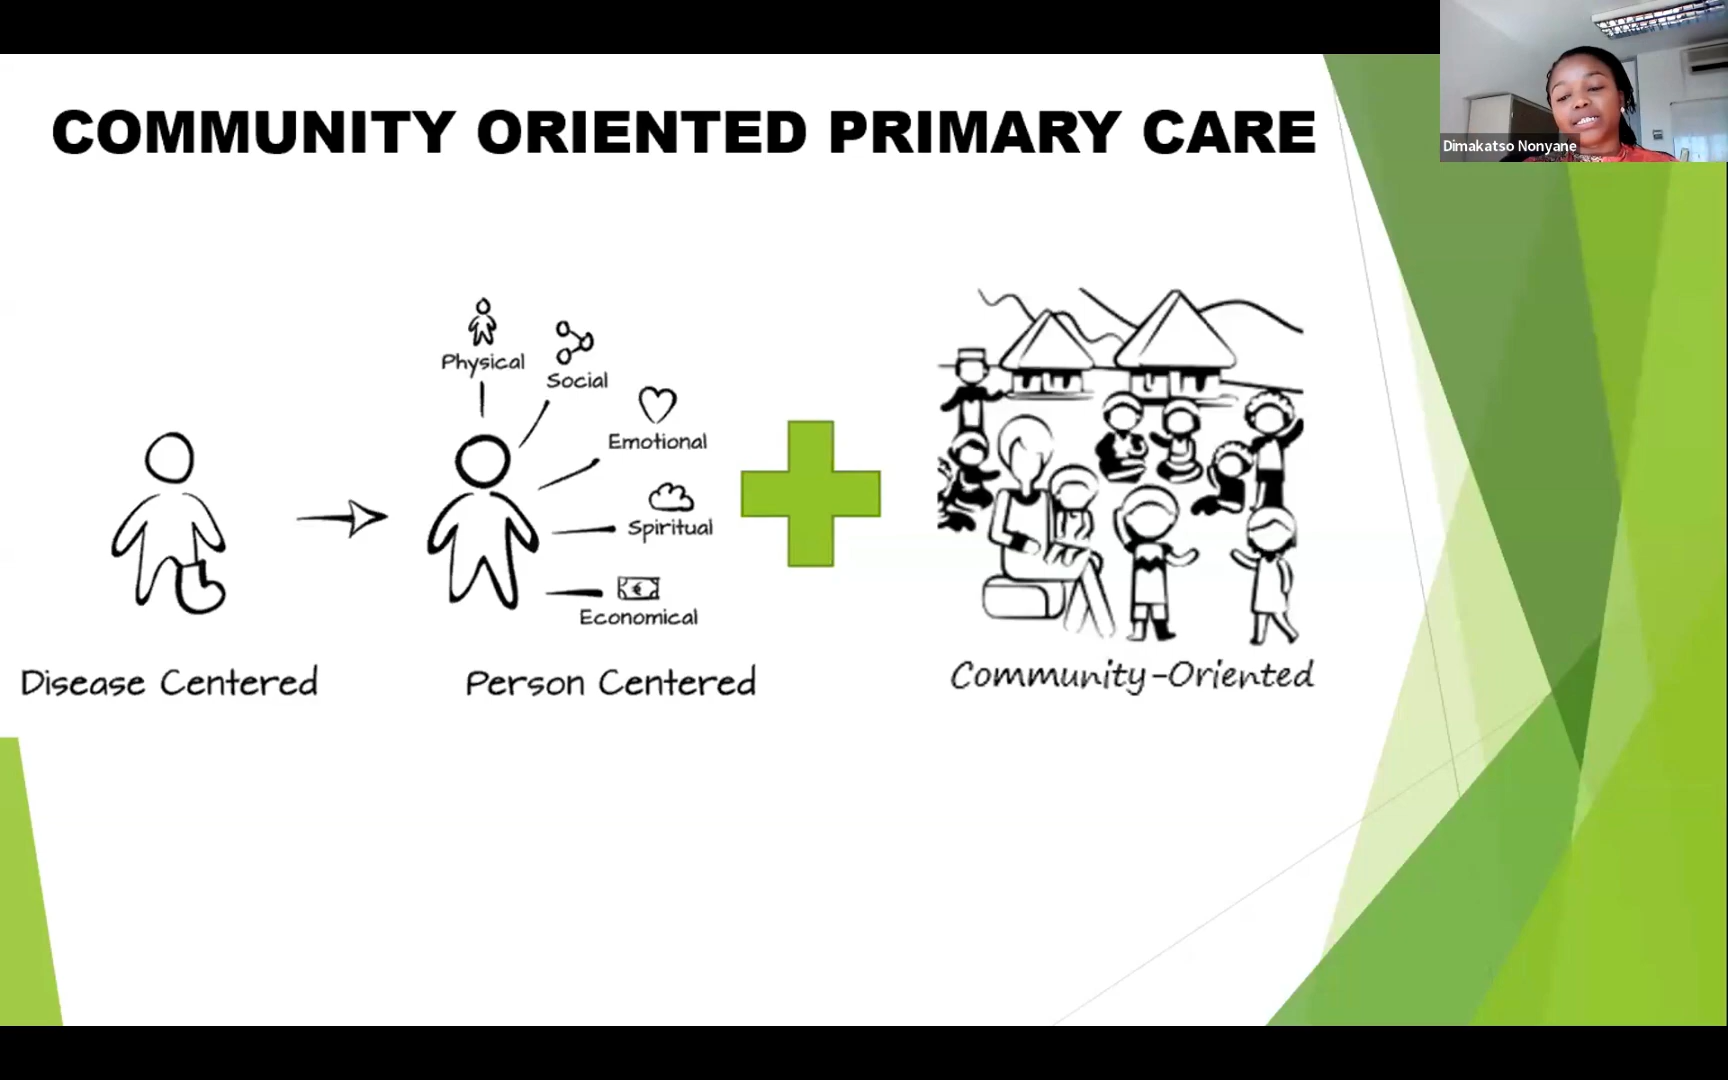 COMMUNITY ORIENTED PRIMARY CARE
Dimakatso Nonyane
Physical
Social
Emotional
Spiritual
€
Economical
Disease Centered
Person Centered
Community-Oriented